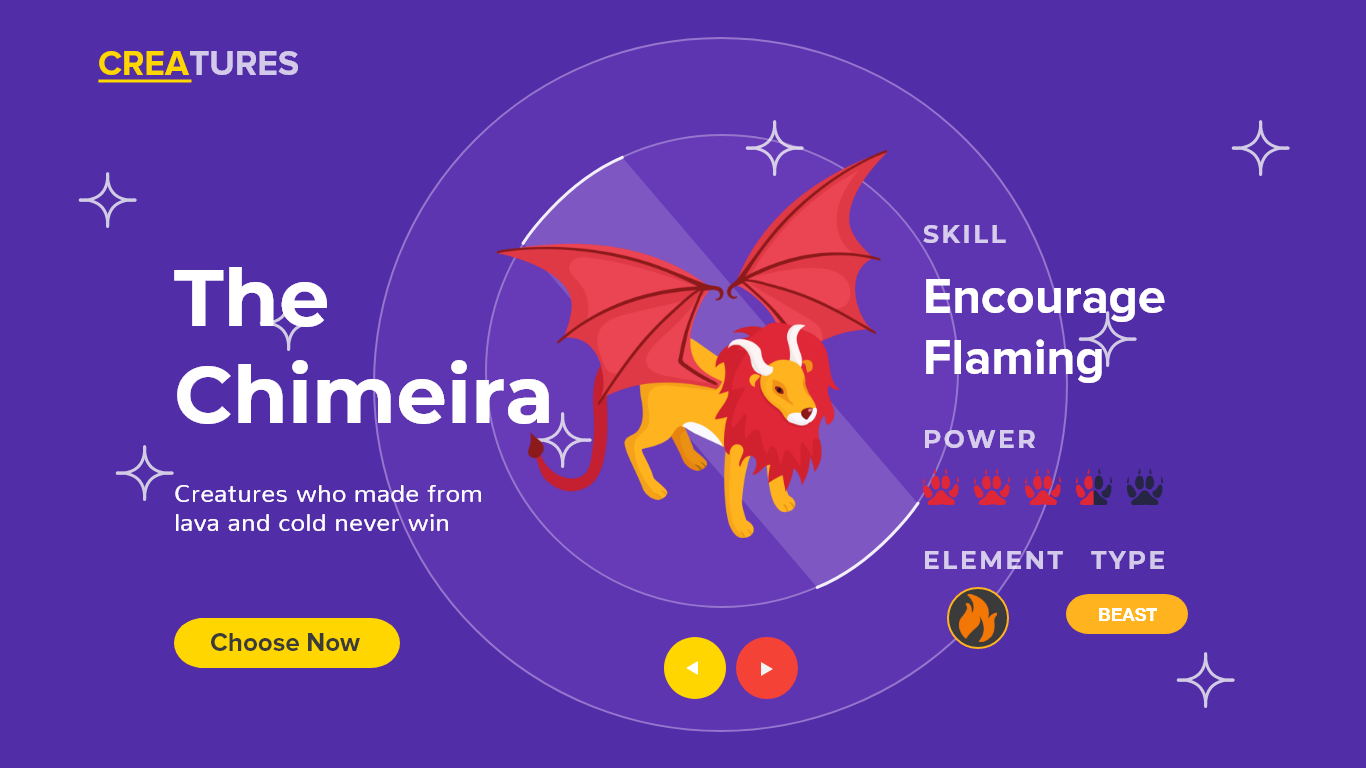 CREATURES
The
Chimeira
Creatures who made from
lava and cold never win
Choose Now
SKILL
Encourage
Flaming
POWER
ELEMENT TYPE
BEAST